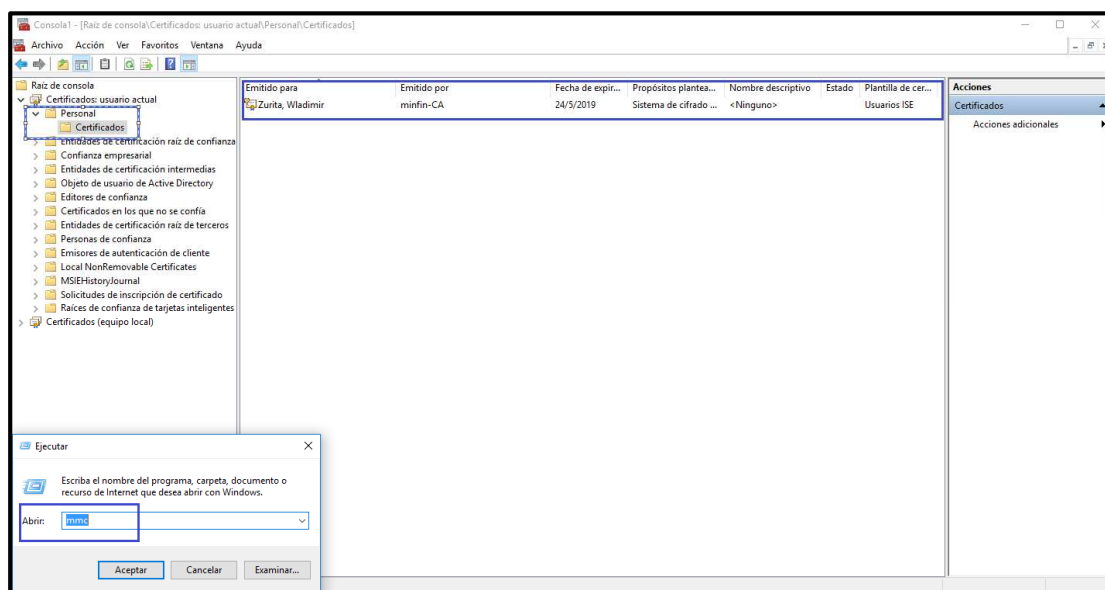 Consola1 - [Raíz de consola\Certificados: usuario actual\Personal\Certificados]
Archivo Acción Ver Favoritos Ventana Ayuda
Raíz de consola
Certificados: usuario actual
Personal
Certificados
Entidades de certificación raíz de confianza
Confianza empresarial
Entidades de certificación intermedias
Objeto de usuario de Active Directory
Editores de confianza
Certificados en los que no se confía
Entidades de certificación raíz de terceros
Personas de confianza
Emisores de autenticación de cliente
Local NonRemovable Certificates
MSIEHistoryJournal
Solicitudes de inscripción de certificado
Raíces de confianza de tarjetas inteligentes
Certificados (equipo local)
Emitido para Emitido por Fecha de expir... Propósitos plantea... Nombre descriptivo Estado Plantilla de cer...
Zurita, Wladimir minfin-CA 24/5/2019 Sistema de cifrado ... <Ninguno> Usuarios ISE
Acciones
Certificados
Acciones adicionales
Ejecutar
Escriba el nombre del programa, carpeta, documento o
recurso de Internet que desea abrir con Windows.
Abrir: mmc
Aceptar Cancelar Examinar...